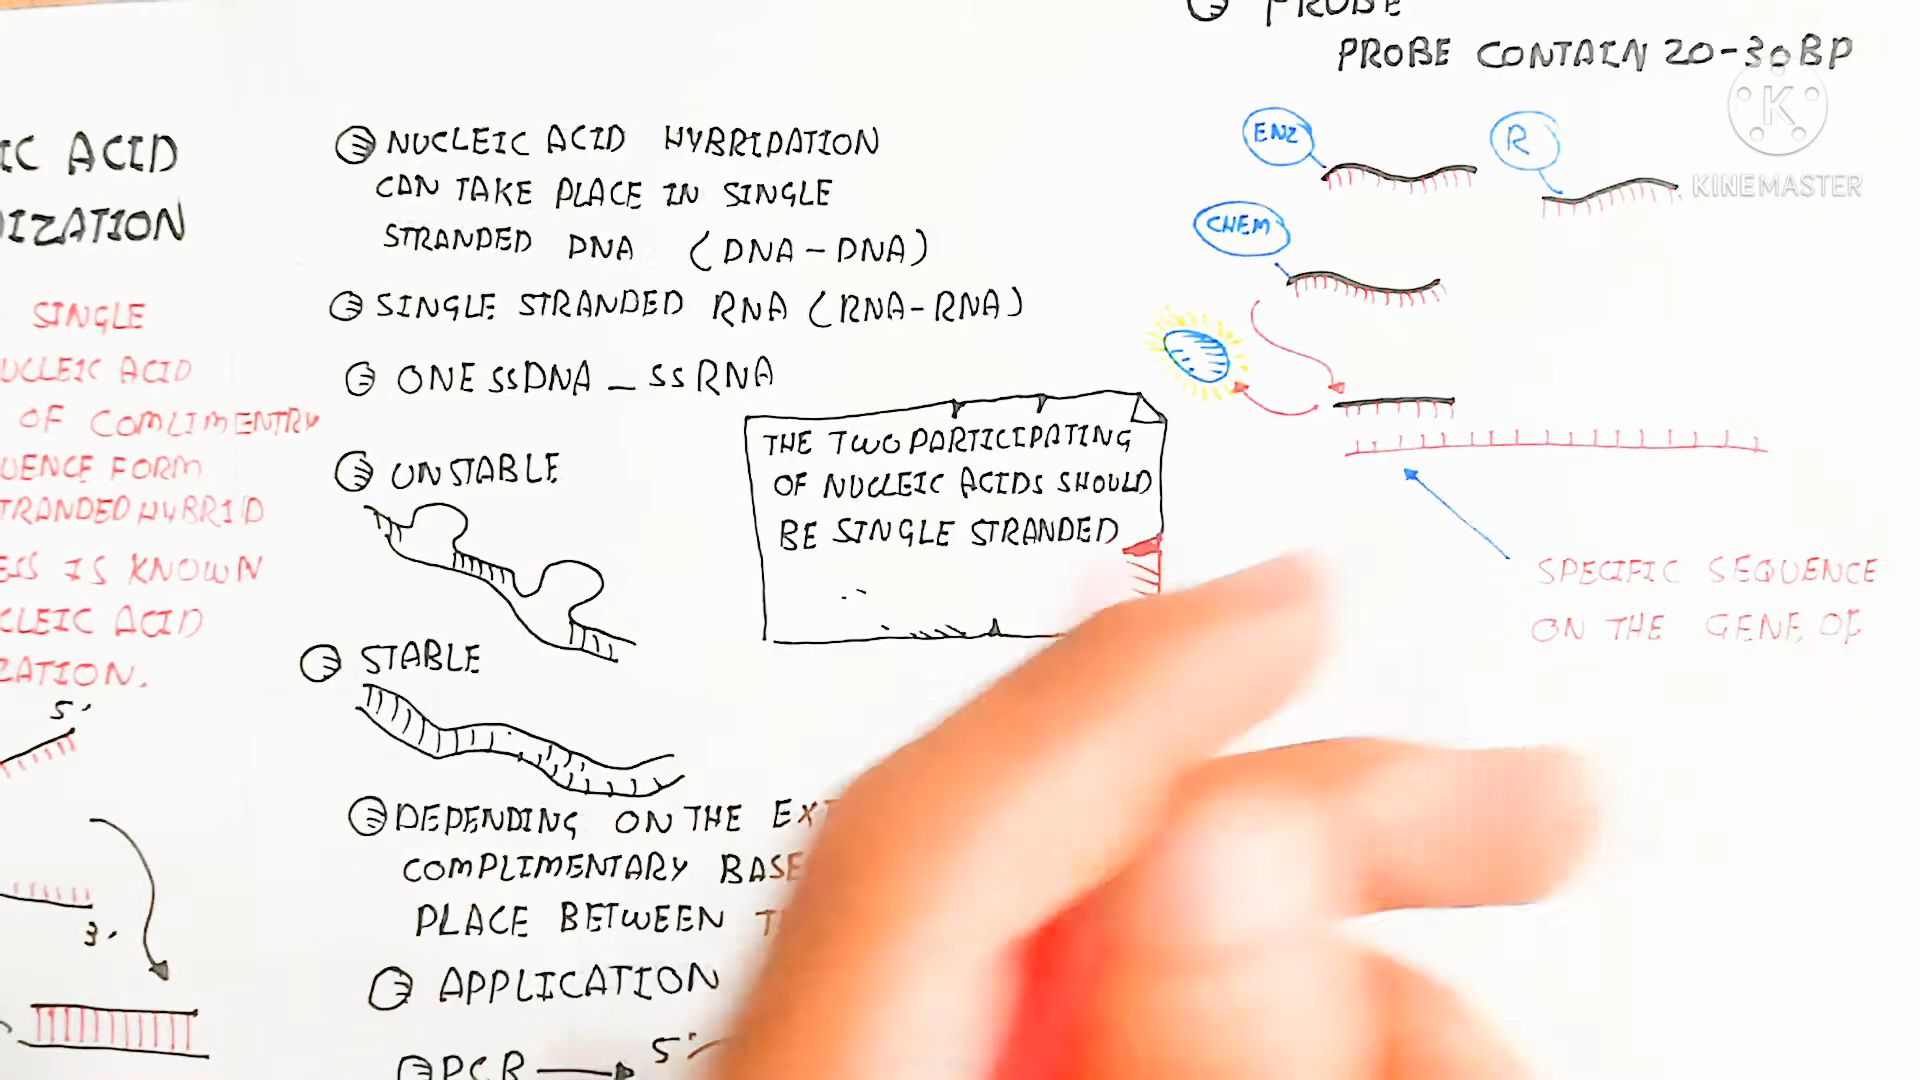 IC ACID
IZATION
SINGLE
UCLEIC ACID
OF COMLIMENTRY
UENCE FORM
TRANDED HYBRID
ESS IS KNOWN
CLEIC ACID
ZATION.
5'
3'
NUCLEIC ACID HYBRIDATION
CAN TAKE PLACE IN SINGLE
STRANDED DNA (DNA-DNA)
SINGLE STRANDED RNA (RNA-RNA)
ONE ssDNA - ssRNA
UNSTABLE
STABLE
DEPENDING ON THE EX
COMPLIMENTARY BASE
PLACE BETWEEN T
APPLICATION
PCR
5'
THE TWO PARTICIPATING
OF NUCLEIC ACIDS SHOULD
BE SINGLE STRANDED
PROBE
PROBE CONTAIN 20-30BP
ENZ
R
CHEM
SPECIFIC SEQUENCE
ON THE GENE OF
K
KINEMASTER